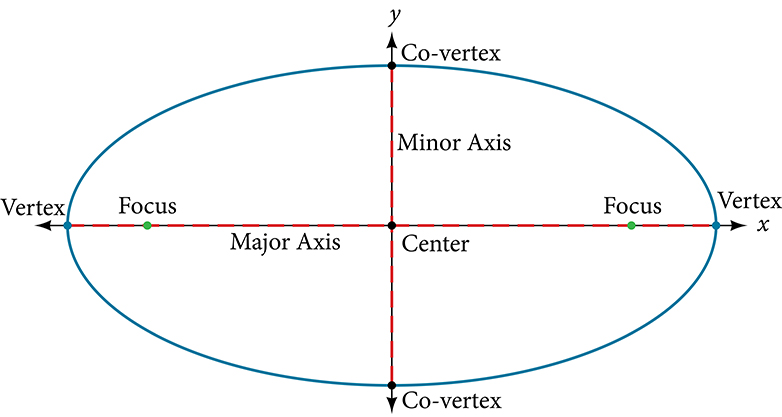 y
Co-vertex
Minor Axis
Vertex
Focus
Focus
Vertex
x
Major Axis
Center
Co-vertex